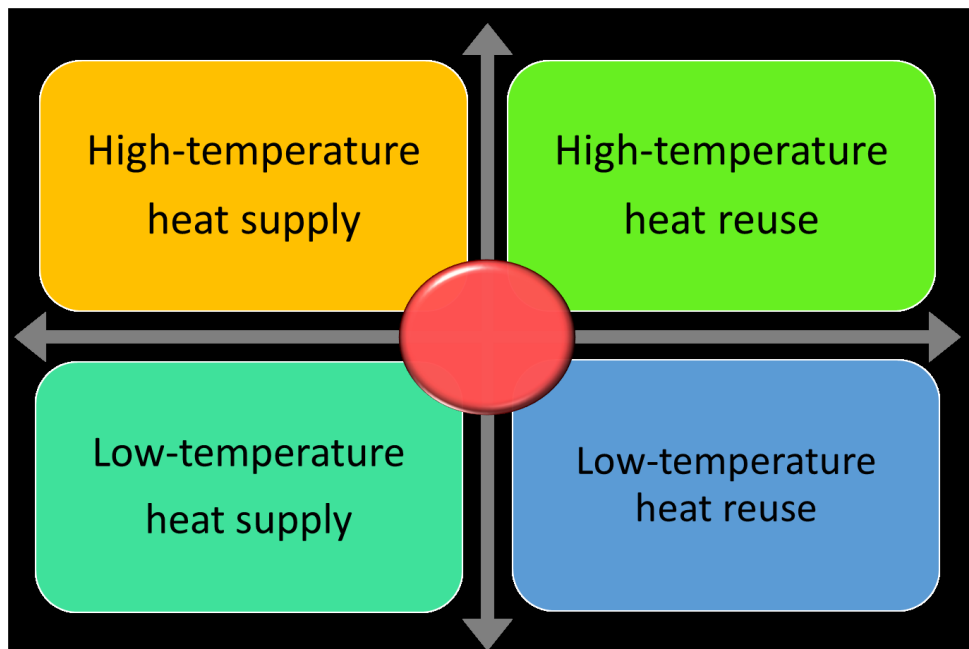 High-temperature
heat supply
High-temperature
heat reuse
Low-temperature
heat supply
Low-temperature
heat reuse